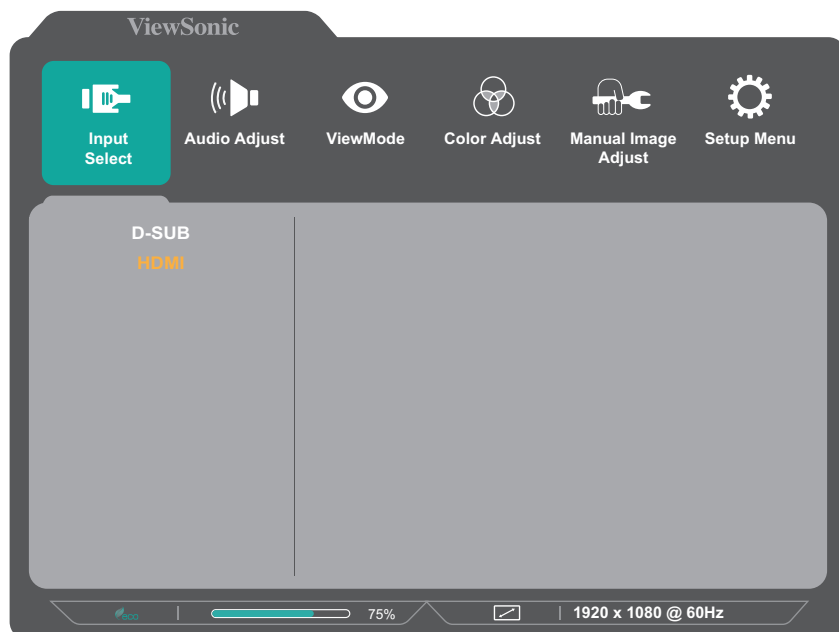 ViewSonic
Input Select
Audio Adjust
ViewMode
Color Adjust
Manual Image Adjust
Setup Menu
D-SUB
HDMI
eco
75%
1920 x 1080 @ 60Hz